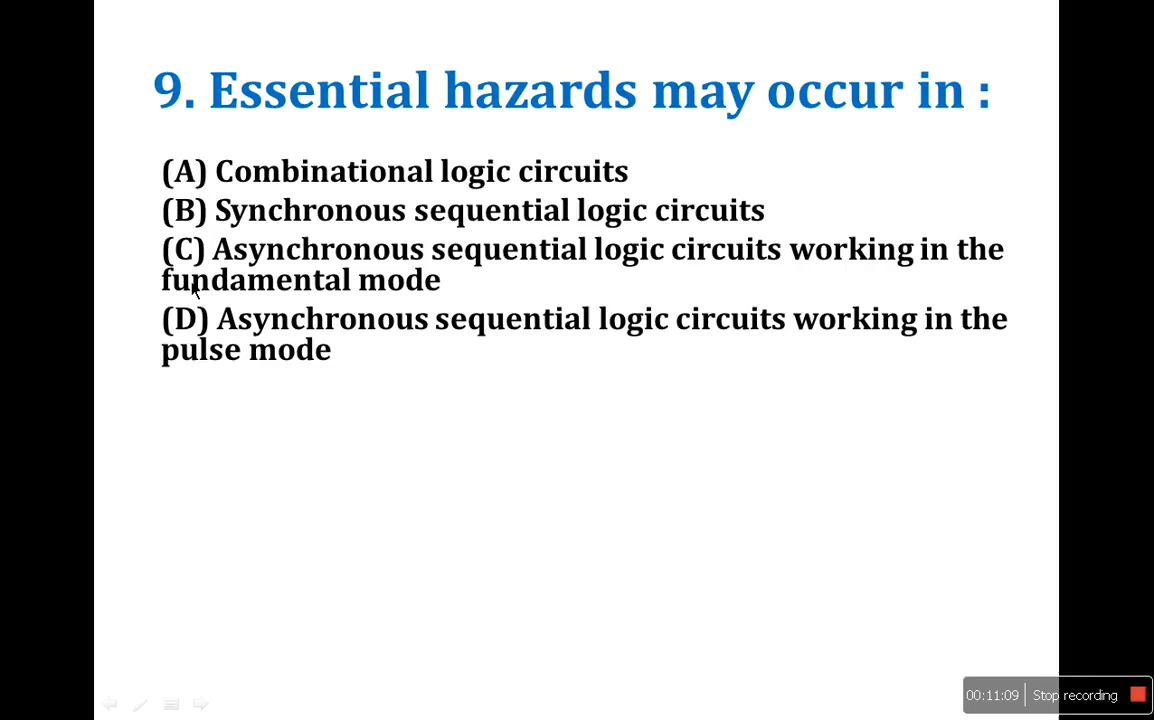 9. Essential hazards may occur in :
(A) Combinational logic circuits
(B) Synchronous sequential logic circuits
(C) Asynchronous sequential logic circuits working in the
fundamental mode
(D) Asynchronous sequential logic circuits working in the
pulse mode
00:11:09 Stop recording